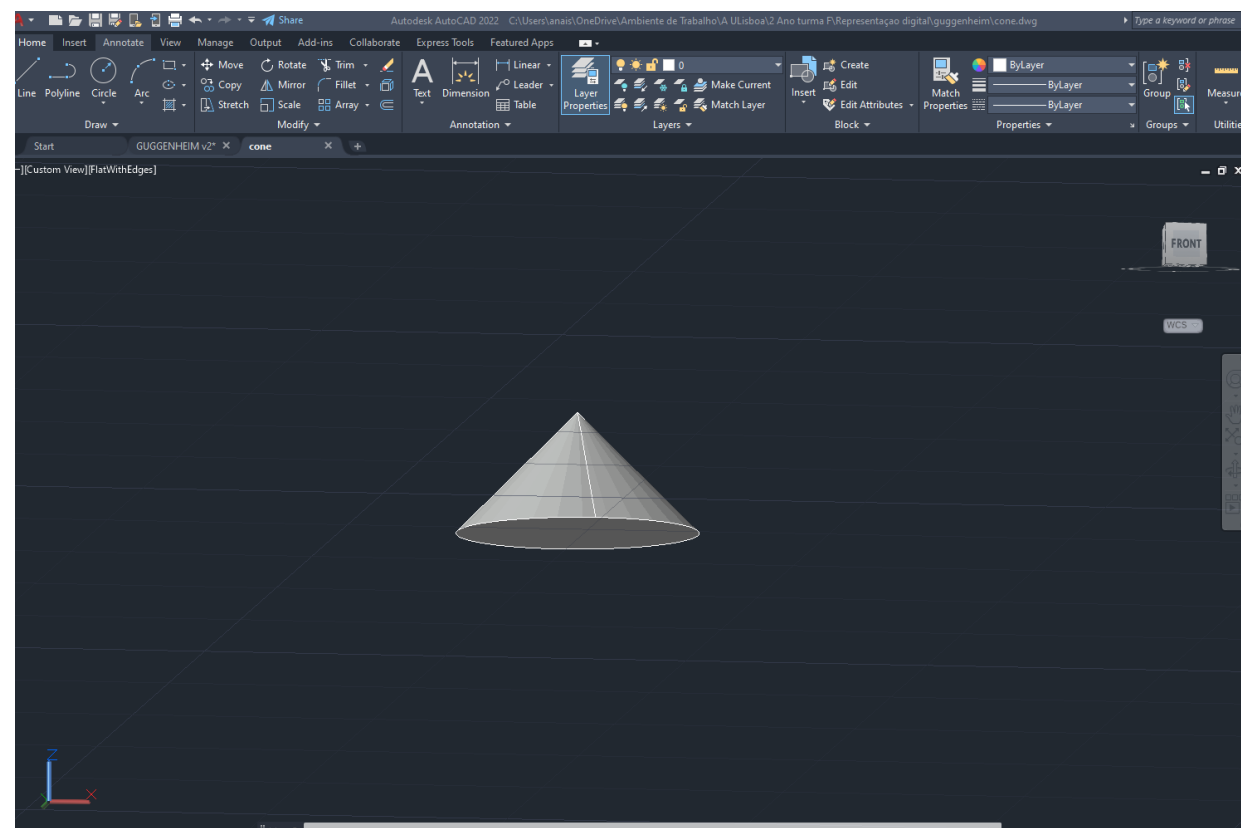 Share Autodesk AutoCAD 2022 C:\Users\anais\OneDrive\Ambiente de Trabalho\A ULisboa\2 Ano turma F\Representaçao digital\guggenheim\cone.dwg Type a keyword or phrase
Home Insert Annotate View Manage Output Add-ins Collaborate Express Tools Featured Apps
Move Rotate Trim Linear 0 Create ByLayer
Copy Mirror Fillet Leader Make Current Edit ByLayer
Line Polyline Circle Arc Text Dimension Layer Insert Match Group Measure
Stretch Scale Array Table Properties Match Layer Edit Attributes Properties ByLayer
Draw Modify Annotation Layers Block Properties Groups Utilitie
Start GUGGENHEIM v2* cone
][Custom View][FlatWithEdges]
FRONT
WCS
Z
X